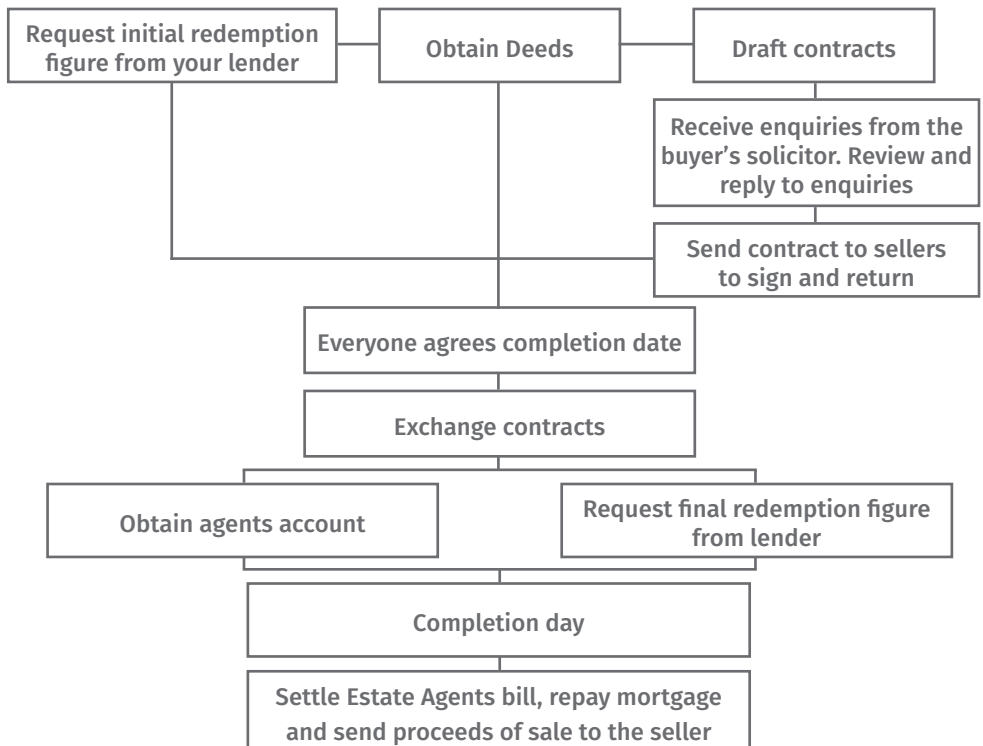 Request initial redemption
figure from your lender
Obtain Deeds
Draft contracts
Receive enquiries from the
buyer’s solicitor. Review and
reply to enquiries
Send contract to sellers
to sign and return
Everyone agrees completion date
Exchange contracts
Obtain agents account
Request final redemption figure
from lender
Completion day
Settle Estate Agents bill, repay mortgage
and send proceeds of sale to the seller